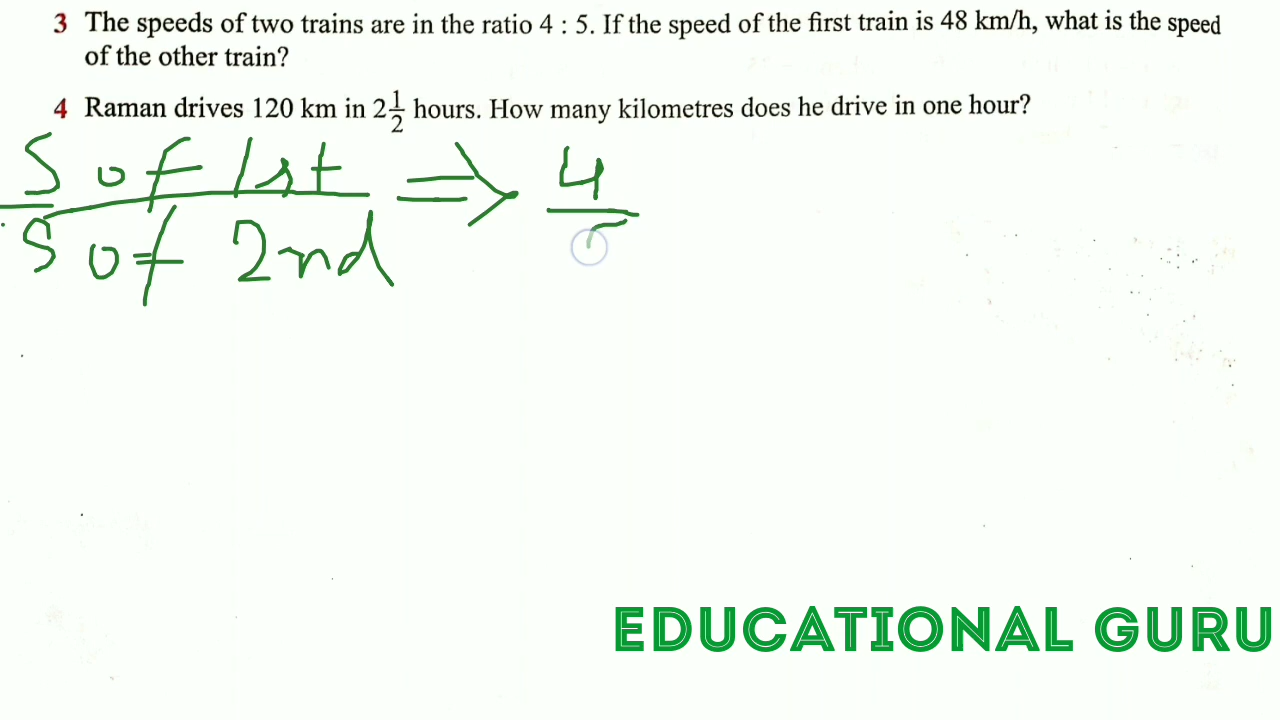 3 The speeds of two trains are in the ratio 4 : 5. If the speed of the first train is 48 km/h, what is the speed
of the other train?
4 Raman drives 120 km in 2 1/2 hours. How many kilometres does he drive in one hour?
S of 1st ⇒ 4
S of 2nd
EDUCATIONAL GURU